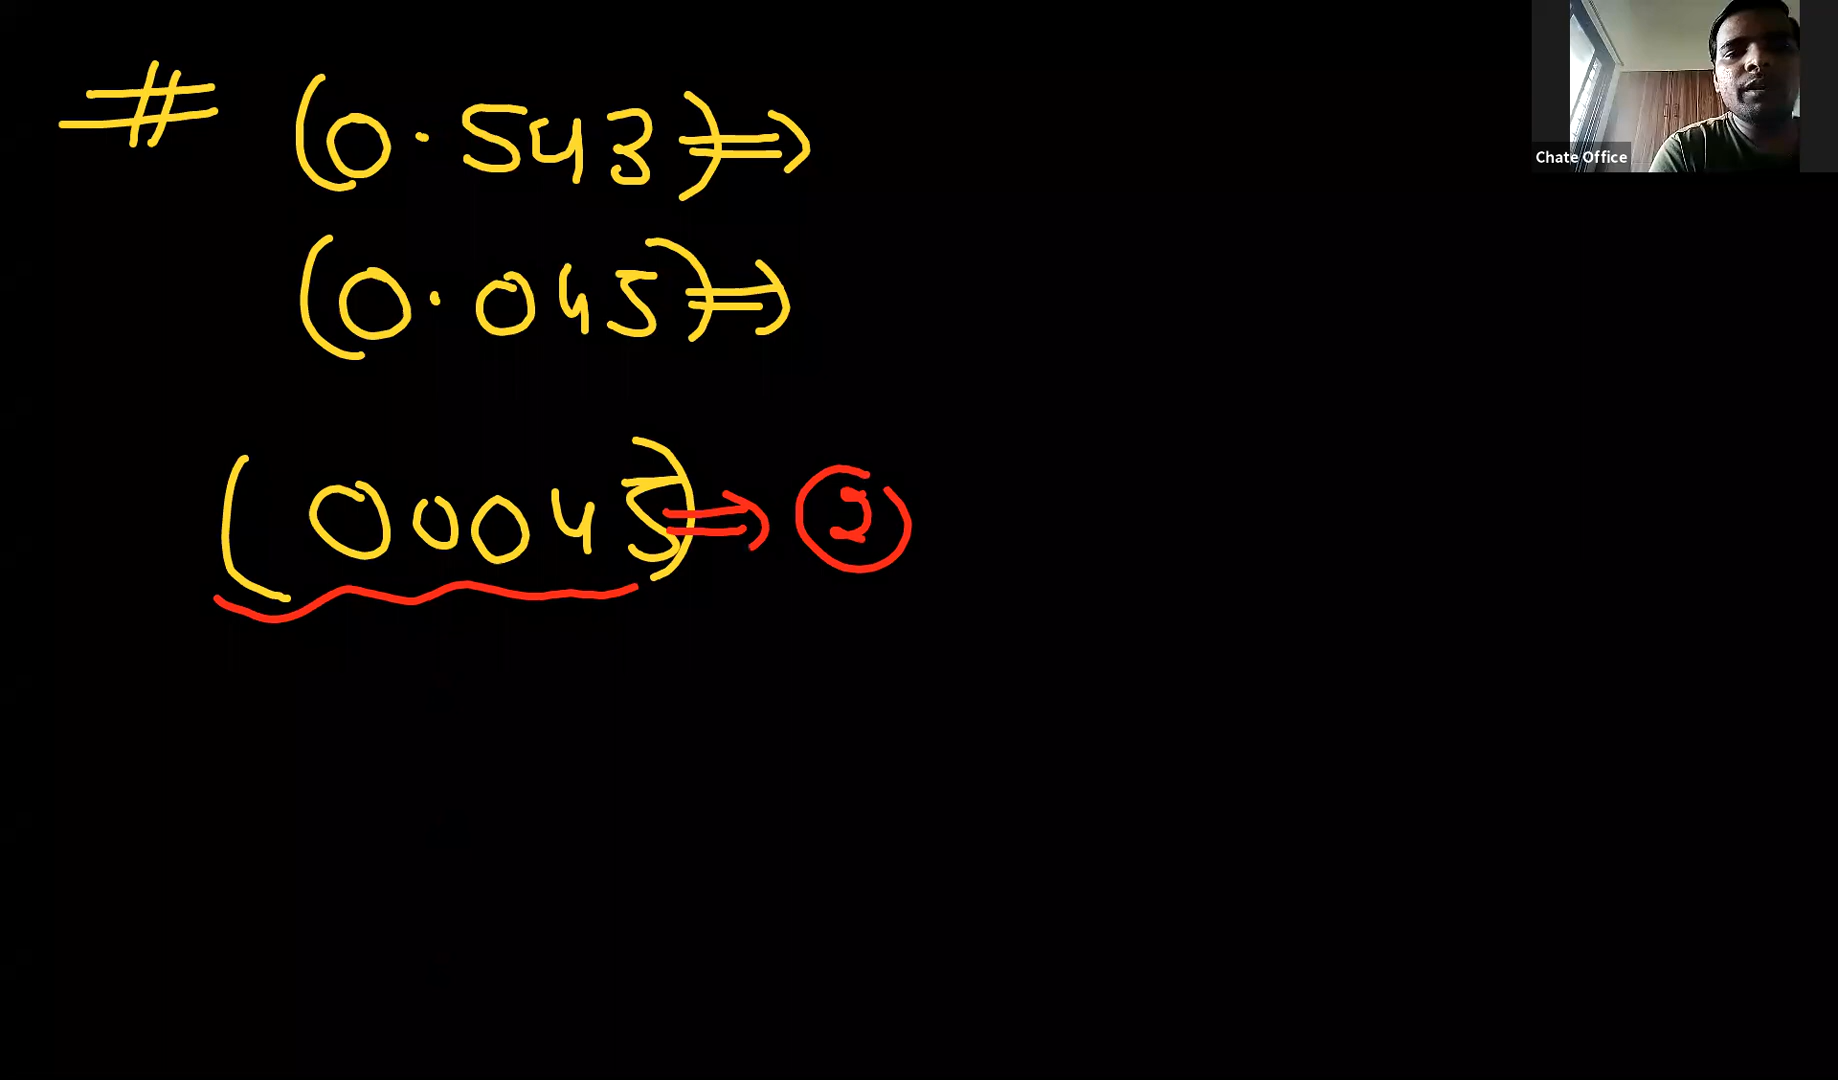 # (0.543) ⇒
Chate Office
(0.045) ⇒
(00045) ⇒ 2